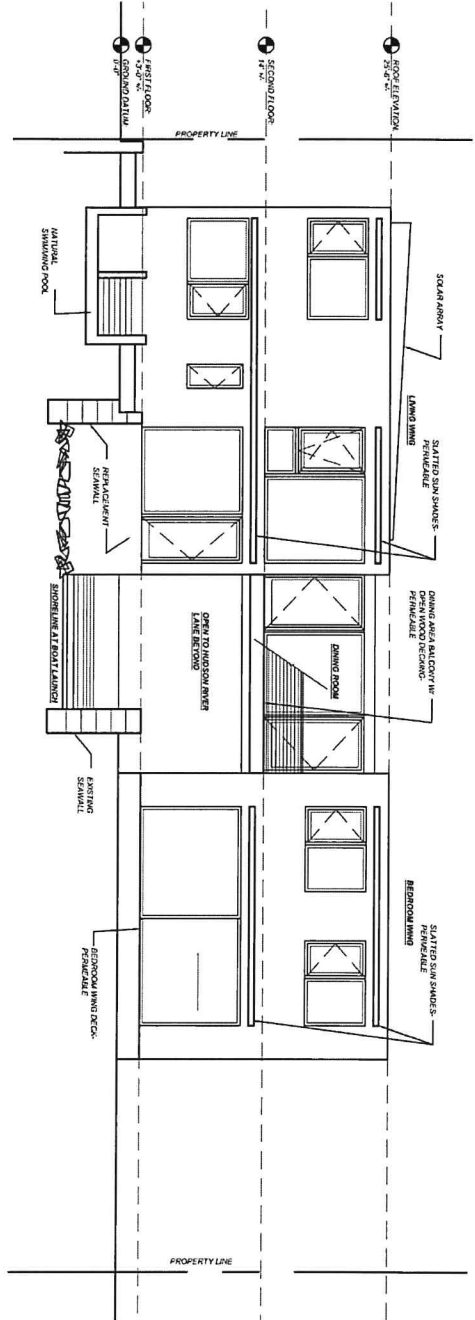 ROOF ELEVATION:
25'-6" +/-
SECOND FLOOR:
14' +/-
FIRST FLOOR:
+3'-0" +/-
GROUND DATUM
0'-0"
PROPERTY LINE
SOLAR ARRAY
LIVING WING
SLATTED SUN SHADES-
PERMEABLE
DINING AREA BALCONY W/
OPEN WOOD DECKING-
PERMEABLE
BEDROOM WING
SLATTED SUN SHADES-
PERMEABLE
DINING ROOM
OPEN TO HUDSON RIVER
LANE BEYOND
NATURAL
SWIMMING POOL
REPLACEMENT
SEAWALL
SHORELINE AT BOAT LAUNCH
EXISTING
SEAWALL
BEDROOM WING DECK-
PERMEABLE
PROPERTY LINE